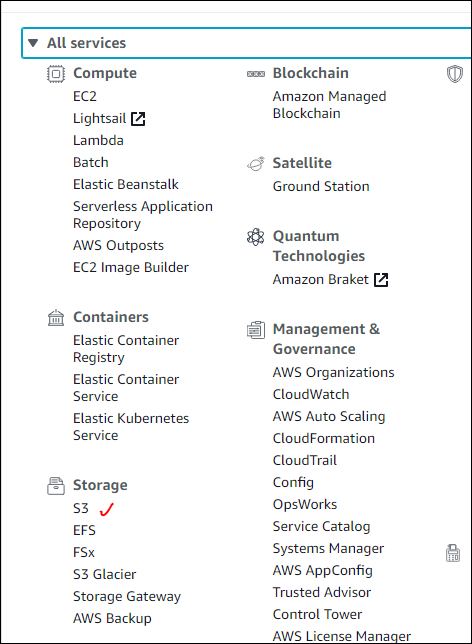 All services
Compute
EC2
Lightsail
Lambda
Batch
Elastic Beanstalk
Serverless Application
Repository
AWS Outposts
EC2 Image Builder
Containers
Elastic Container
Registry
Elastic Container
Service
Elastic Kubernetes
Service
Storage
S3
EFS
FSx
S3 Glacier
Storage Gateway
AWS Backup
Blockchain
Amazon Managed
Blockchain
Satellite
Ground Station
Quantum
Technologies
Amazon Braket
Management &
Governance
AWS Organizations
CloudWatch
AWS Auto Scaling
CloudFormation
CloudTrail
Config
OpsWorks
Service Catalog
Systems Manager
AWS AppConfig
Trusted Advisor
Control Tower
AWS License Manager